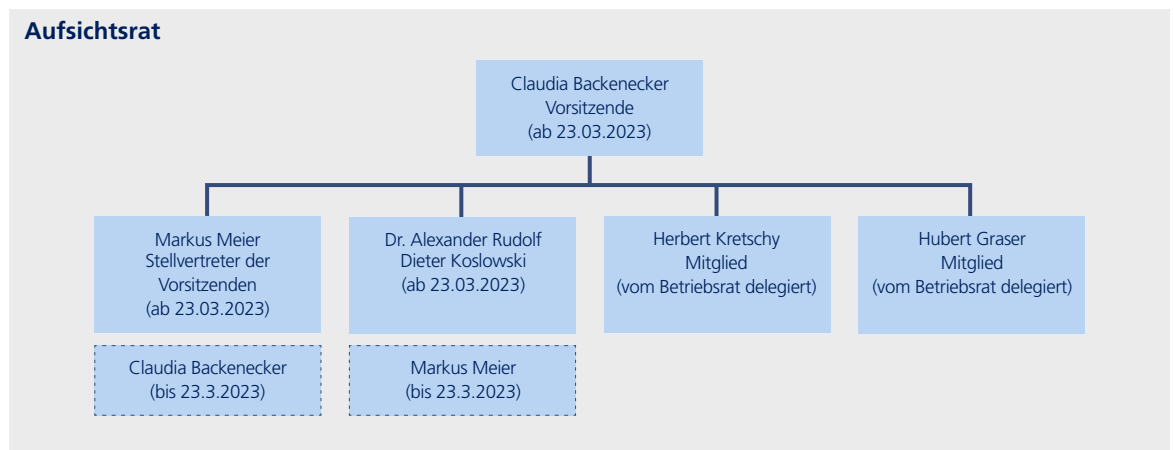 Aufsichtsrat
Claudia Backenecker
Vorsitzende
(ab 23.03.2023)
Markus Meier
Stellvertreter der
Vorsitzenden
(ab 23.03.2023)
Dr. Alexander Rudolf
Dieter Koslowski
(ab 23.03.2023)
Herbert Kretschy
Mitglied
(vom Betriebsrat delegiert)
Hubert Graser
Mitglied
(vom Betriebsrat delegiert)
Claudia Backenecker
(bis 23.3.2023)
Markus Meier
(bis 23.3.2023)